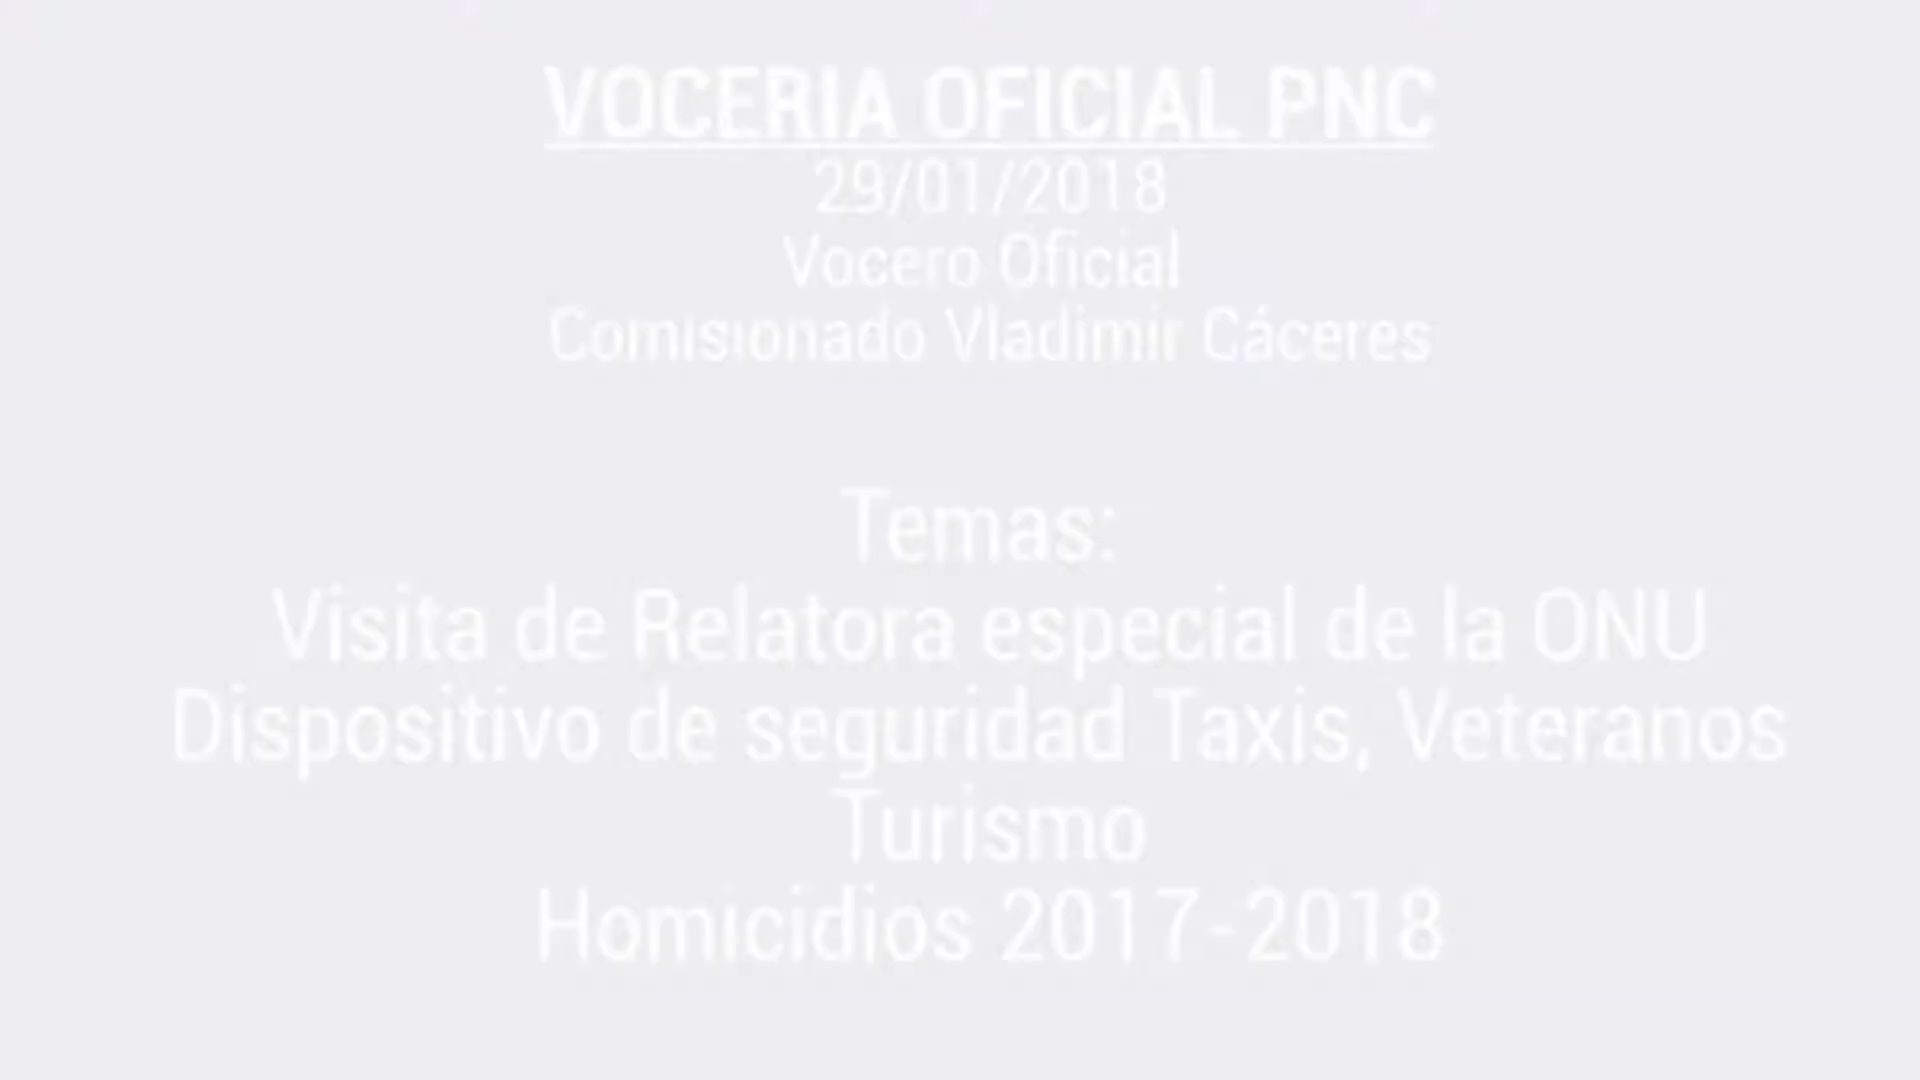 VOCERIA OFICIAL PNC
29/01/2018
Vocero Oficial
Comisionado Vladimir Cáceres
Temas:
Visita de Relatora especial de la ONU
Dispositivo de seguridad Taxis, Veteranos
Turismo
Homicidios 2017-2018